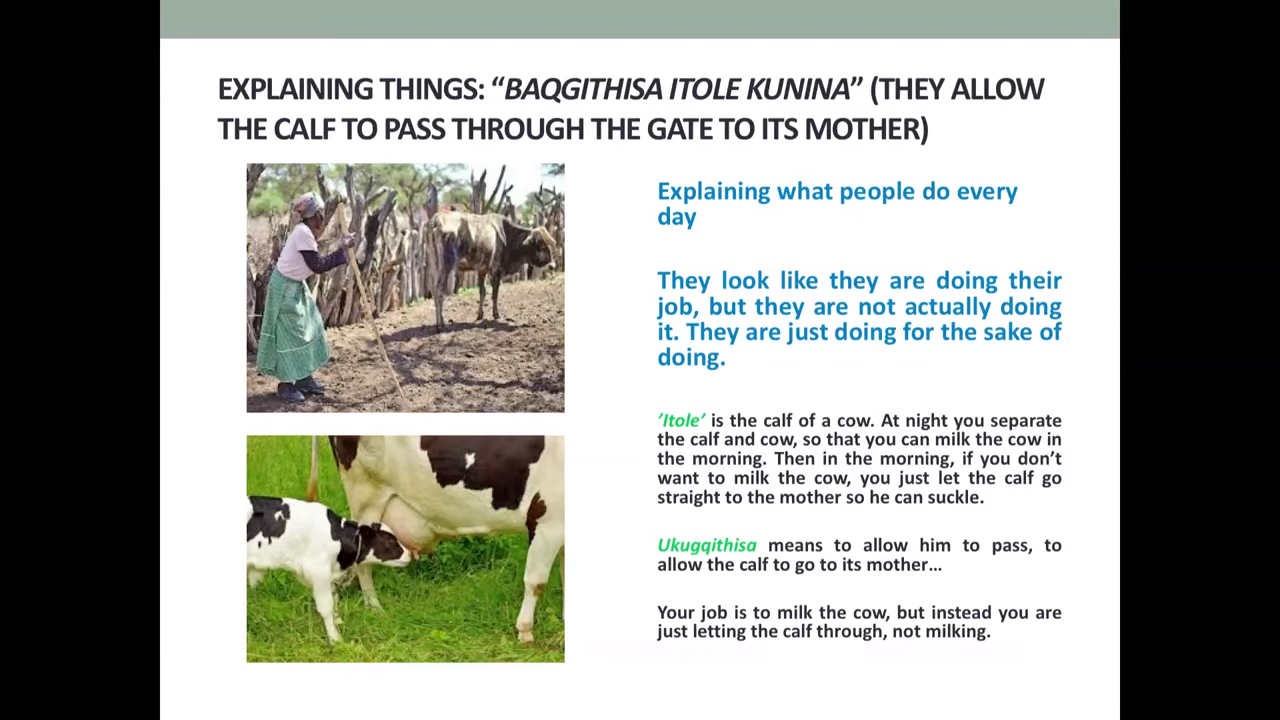 EXPLAINING THINGS: “BAQGITHISA ITOLE KUNINA” (THEY ALLOW
THE CALF TO PASS THROUGH THE GATE TO ITS MOTHER)
Explaining what people do every
day
They look like they are doing their
job, but they are not actually doing
it. They are just doing for the sake of
doing.
’Itole’ is the calf of a cow. At night you separate
the calf and cow, so that you can milk the cow in
the morning. Then in the morning, if you don’t
want to milk the cow, you just let the calf go
straight to the mother so he can suckle.
Ukugqithisa means to allow him to pass, to
allow the calf to go to its mother…
Your job is to milk the cow, but instead you are
just letting the calf through, not milking.